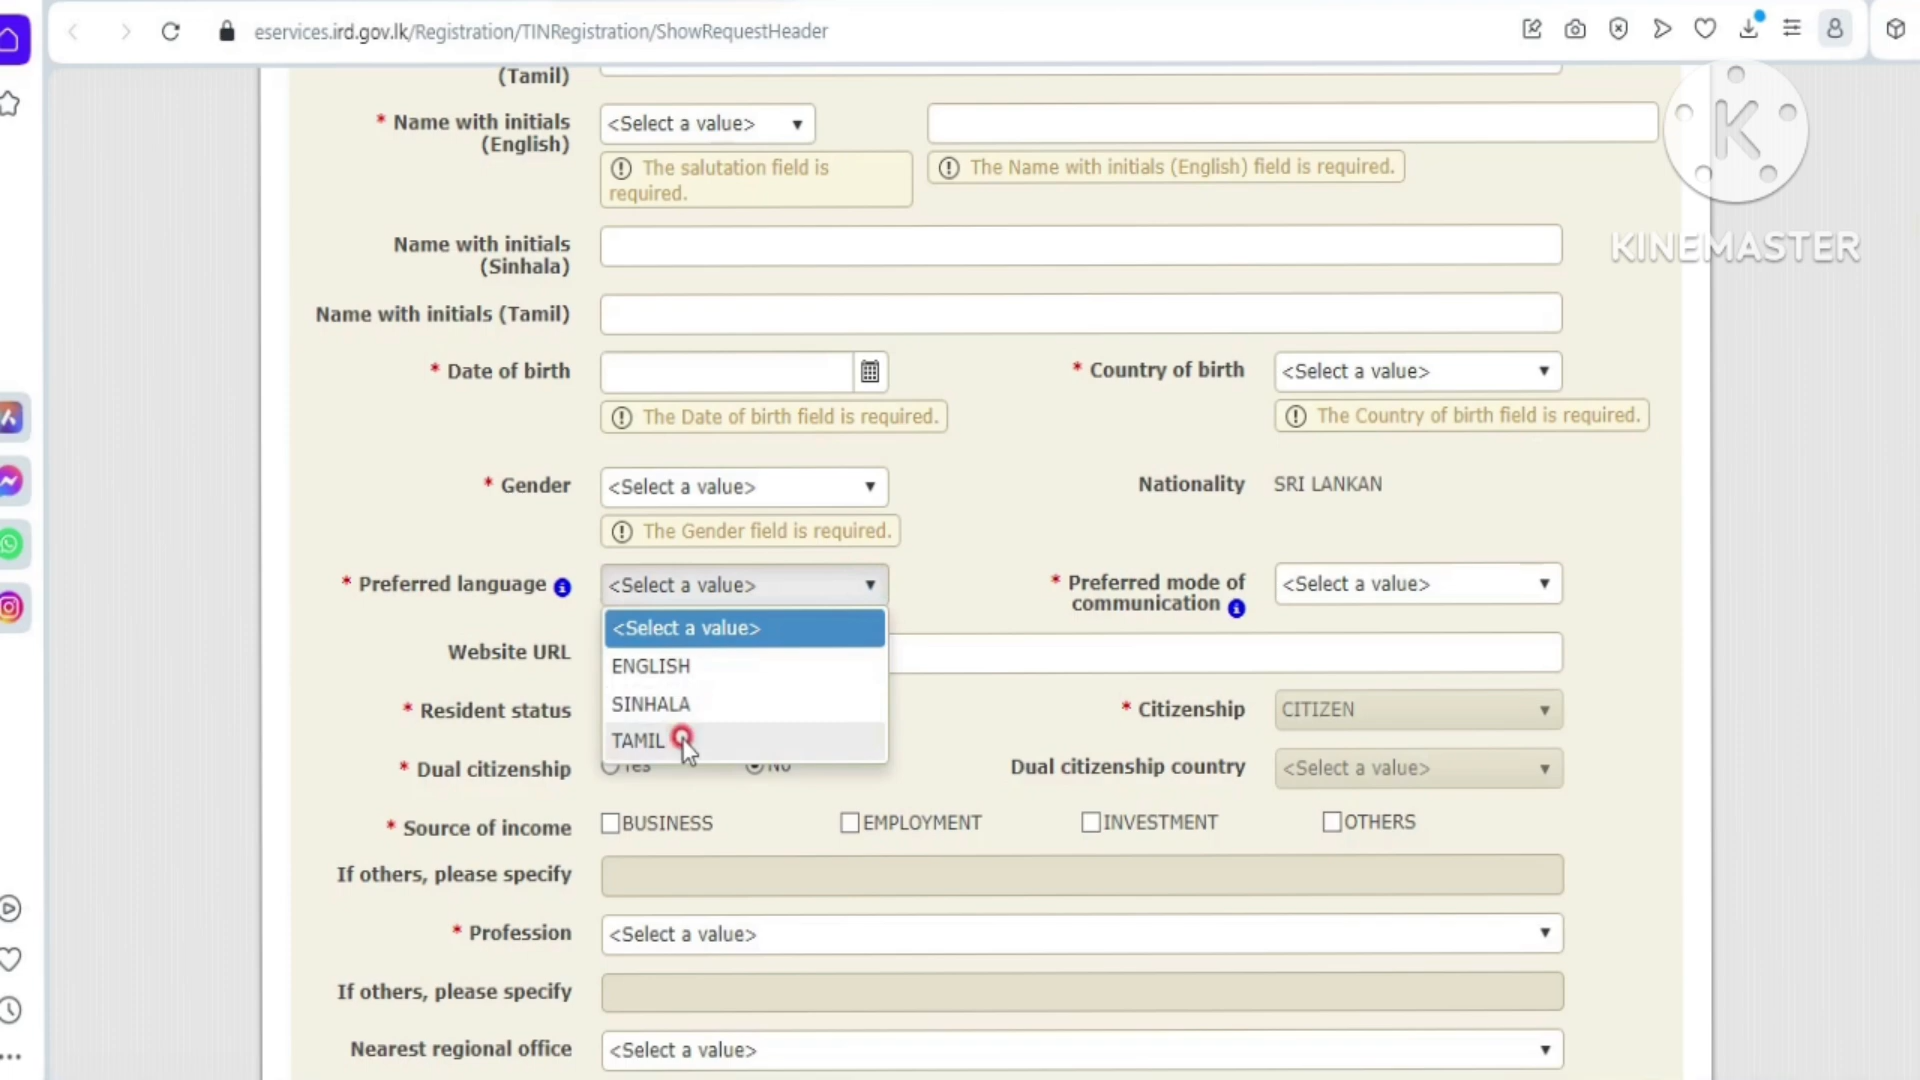 eservices.ird.gov.lk/Registration/TINRegistration/ShowRequestHeader
(Tamil)
* Name with initials (English) <Select a value>
The salutation field is required. The Name with initials (English) field is required.
KINEMASTER
Name with initials (Sinhala)
Name with initials (Tamil)
* Date of birth * Country of birth <Select a value>
The Date of birth field is required. The Country of birth field is required.
* Gender <Select a value> Nationality SRI LANKAN
The Gender field is required.
* Preferred language <Select a value> * Preferred mode of communication <Select a value>
<Select a value>
Website URL
ENGLISH
SINHALA
* Resident status * Citizenship CITIZEN
TAMIL
* Dual citizenship Yes No Dual citizenship country <Select a value>
* Source of income BUSINESS EMPLOYMENT INVESTMENT OTHERS
If others, please specify
* Profession <Select a value>
If others, please specify
Nearest regional office <Select a value>